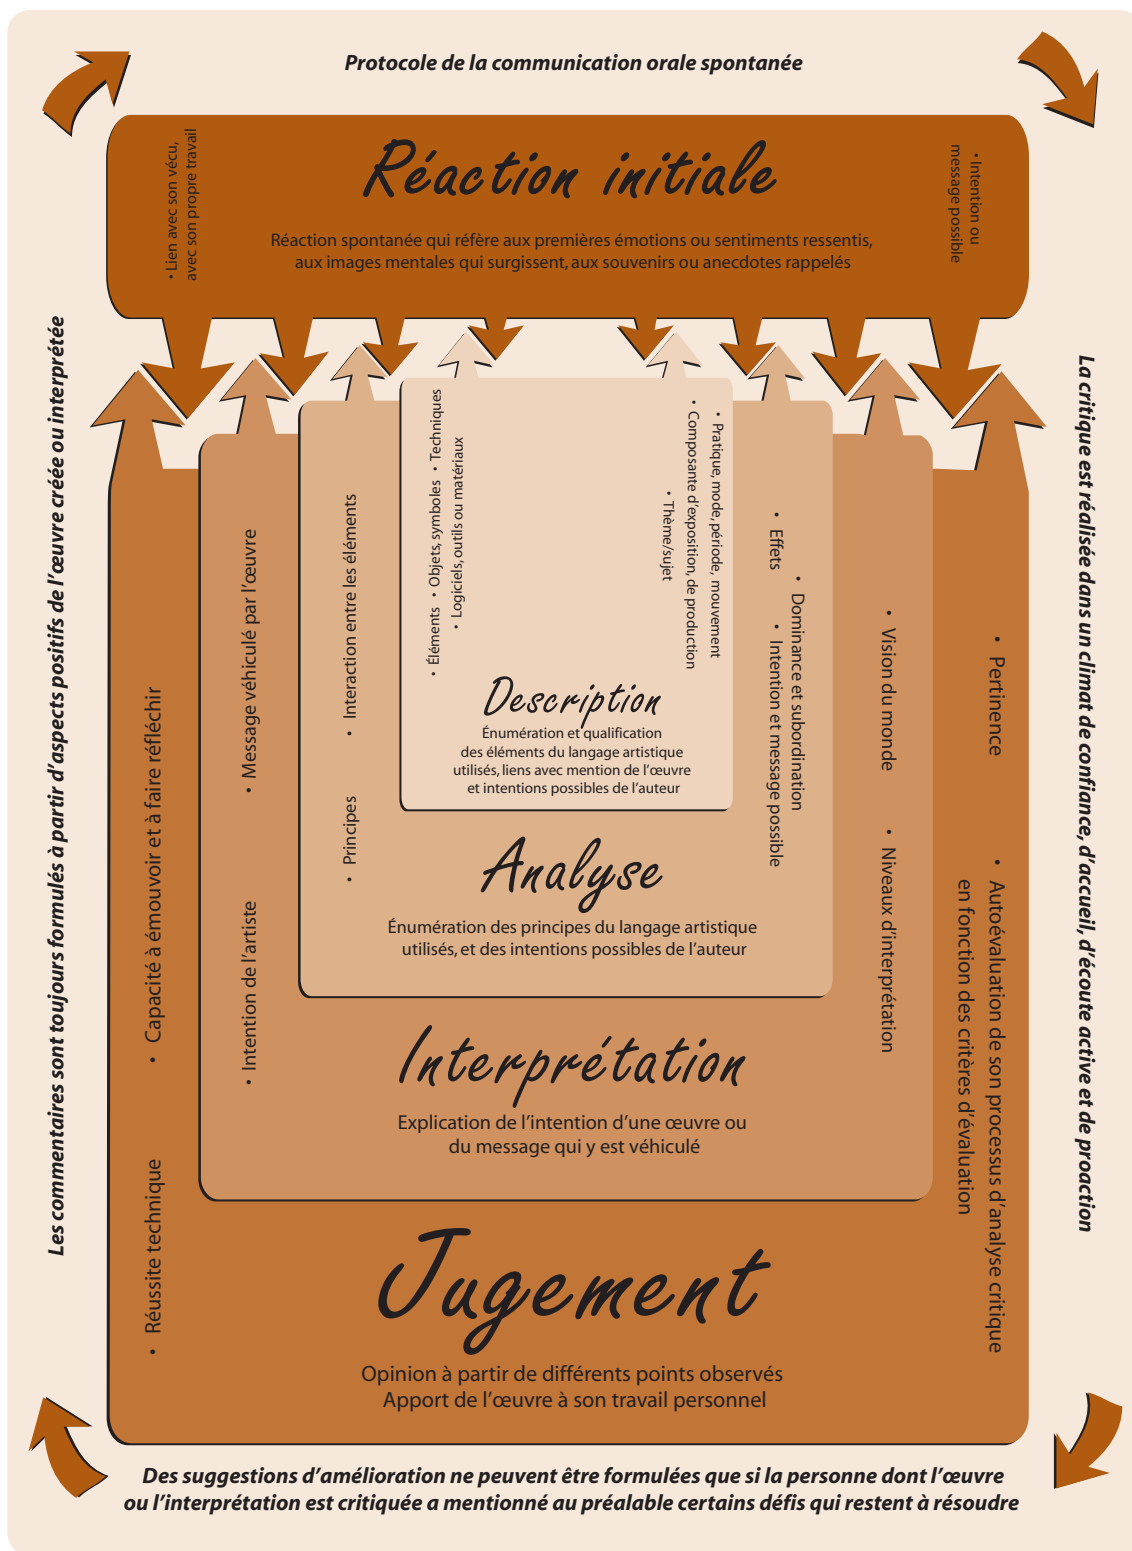 Protocole de la communication orale spontanée
Réaction initiale
Réaction spontanée qui réfère aux premières émotions ou sentiments ressentis,
aux images mentales qui surgissent, aux souvenirs ou anecdotes rappelés
• Lien avec son vécu,
avec son propre travail
• Intention ou
message possible
Les commentaires sont toujours formulés à partir d’aspects positifs de l’œuvre créée ou interprétée
La critique est réalisée dans un climat de confiance, d’accueil, d’écoute active et de proaction
• Éléments • Objets, symboles • Techniques
• Logiciels, outils ou matériaux
• Pratique, mode, période, mouvement
• Composante d’exposition, de production
• Thème/sujet
Description
Énumération et qualification
des éléments du langage artistique
utilisés, liens avec mention de l’œuvre
et intentions possibles de l’auteur
• Principes • Interaction entre les éléments
• Dominance et subordination
• Effets • Intention et message possible
Analyse
Énumération des principes du langage artistique
utilisés, et des intentions possibles de l’auteur
• Intention de l’artiste • Message véhiculé par l’œuvre
• Vision du monde • Niveaux d’interprétation
Interprétation
Explication de l’intention d’une œuvre ou
du message qui y est véhiculé
• Réussite technique • Capacité à émouvoir et à faire réfléchir
• Pertinence • Autoévaluation de son processus d’analyse critique
en fonction des critères d’évaluation
Jugement
Opinion à partir de différents points observés
Apport de l’œuvre à son travail personnel
Des suggestions d’amélioration ne peuvent être formulées que si la personne dont l’œuvre
ou l’interprétation est critiquée a mentionné au préalable certains défis qui restent à résoudre